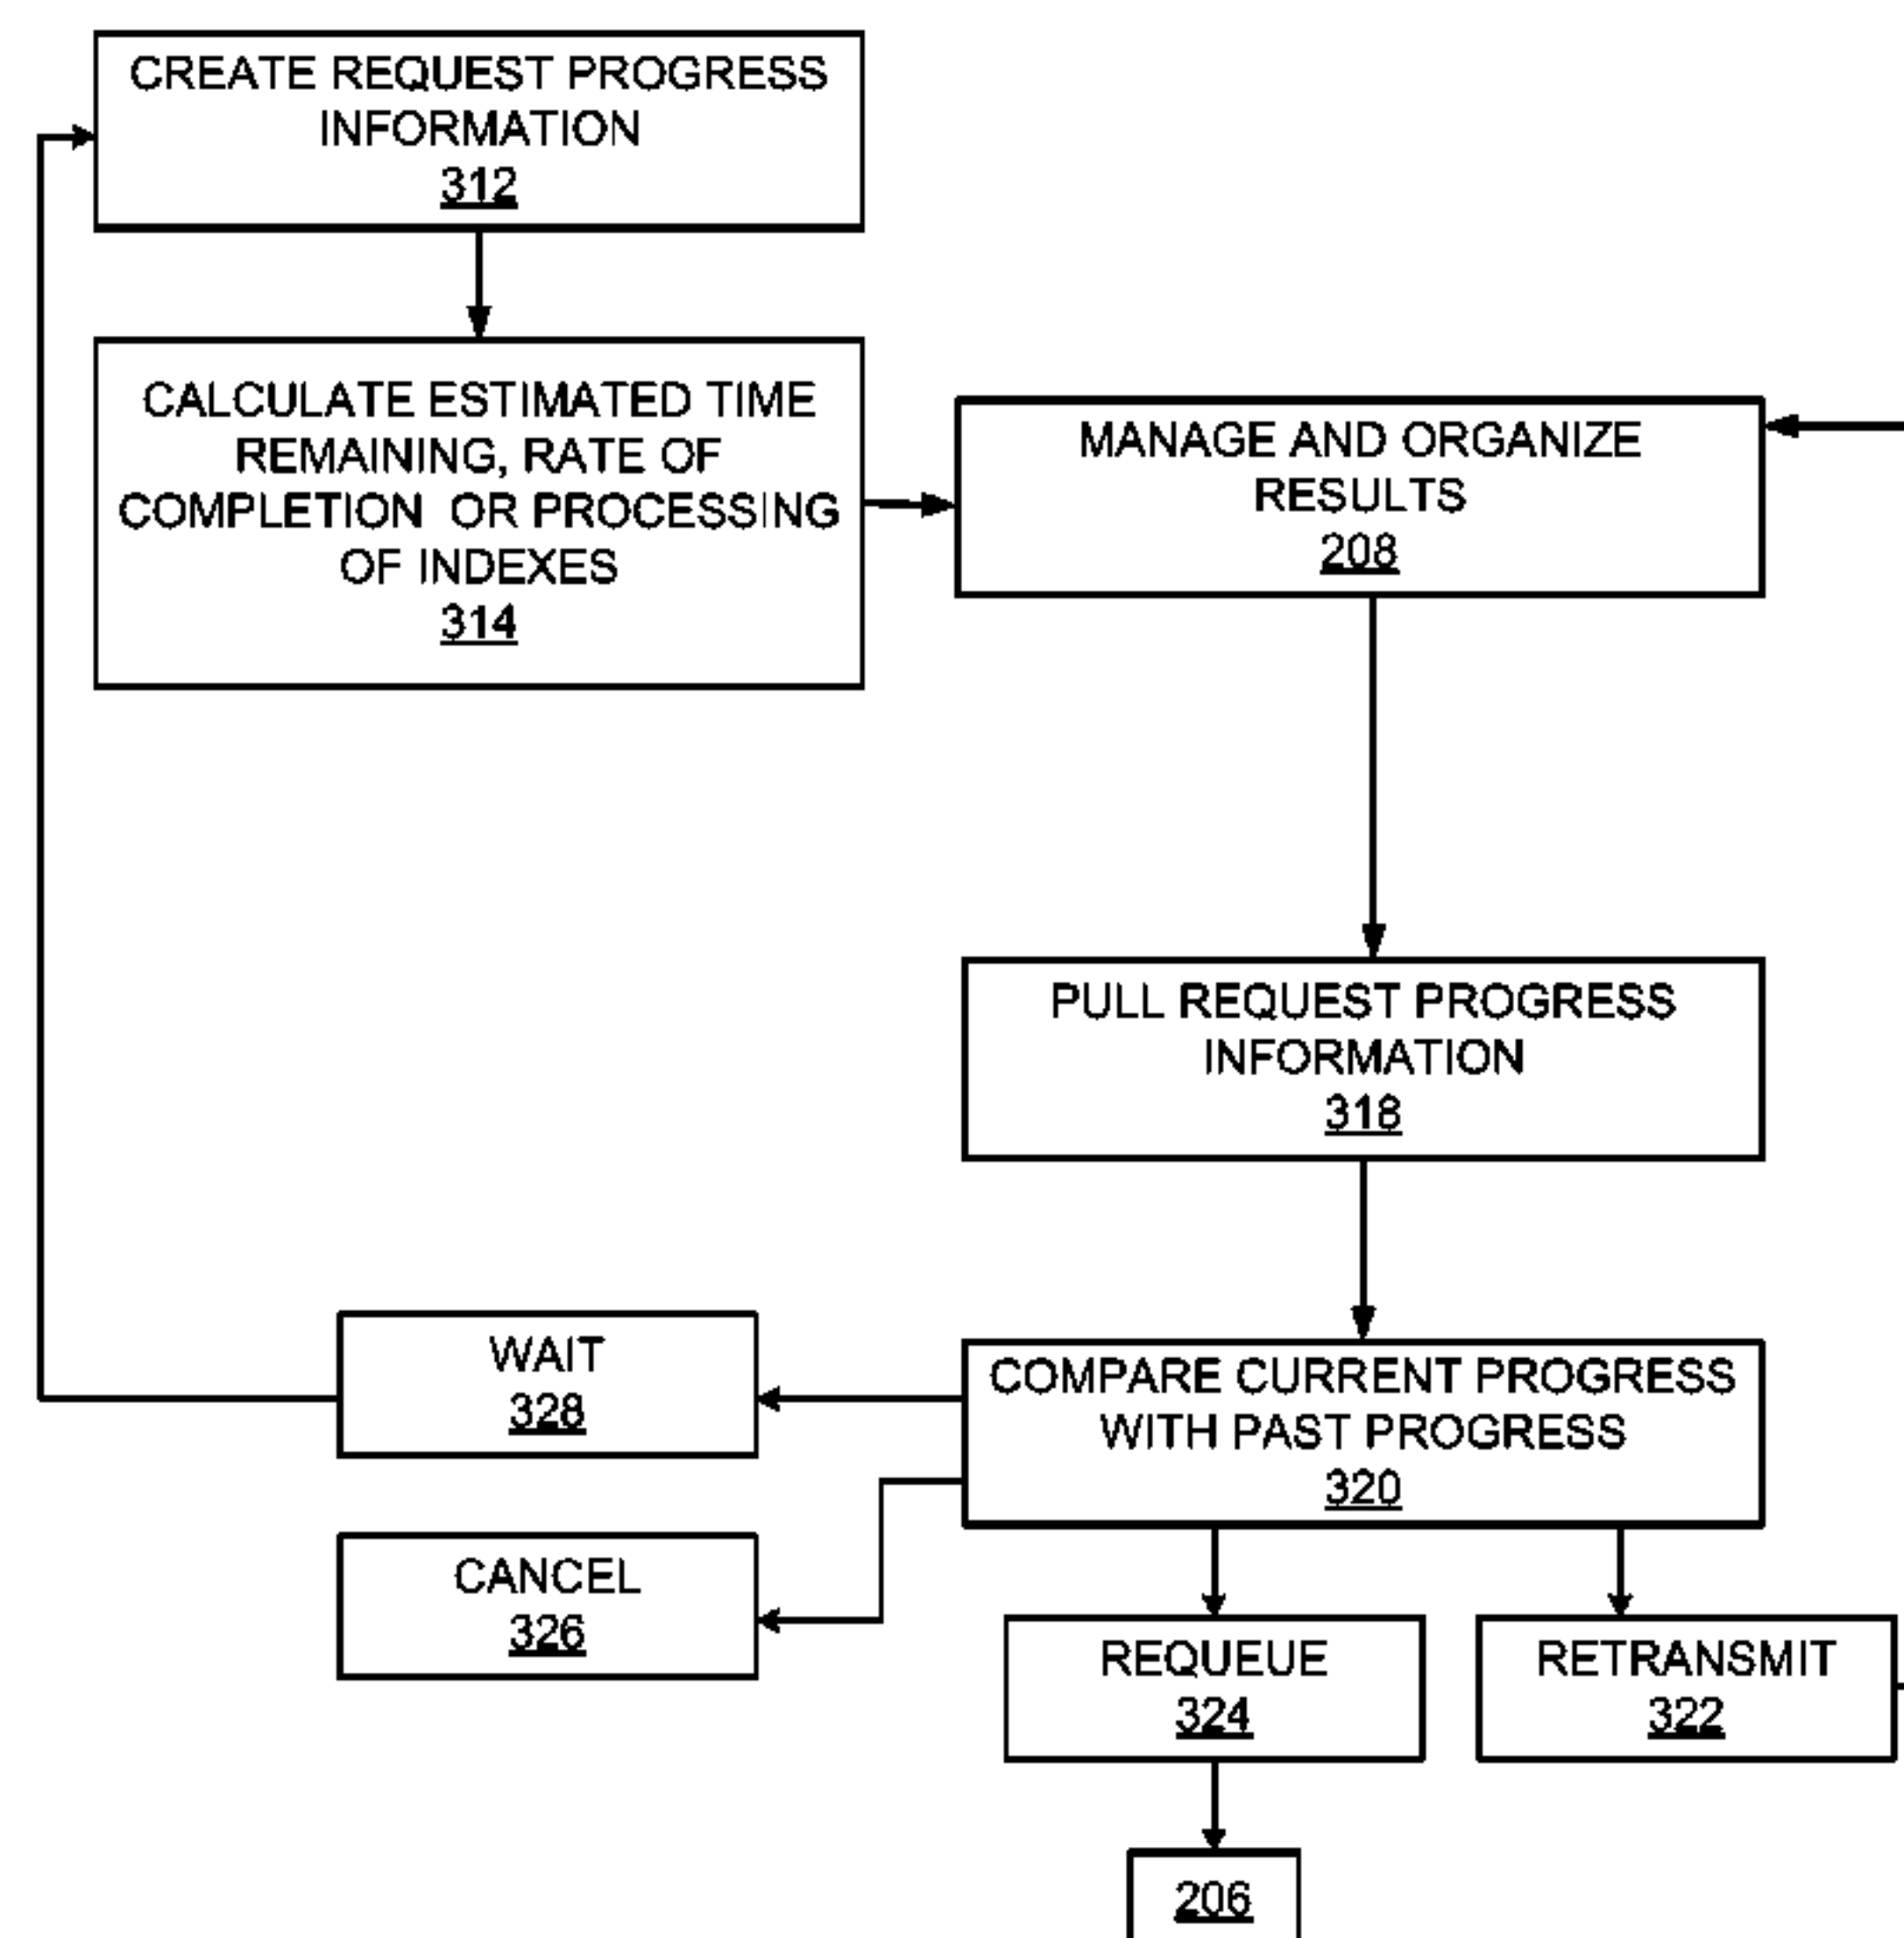 CREATE REQUEST PROGRESS
INFORMATION
312
CALCULATE ESTIMATED TIME
REMAINING, RATE OF
COMPLETION OR PROCESSING
OF INDEXES
314
MANAGE AND ORGANIZE
RESULTS
208
PULL REQUEST PROGRESS
INFORMATION
318
COMPARE CURRENT PROGRESS
WITH PAST PROGRESS
320
WAIT
328
CANCEL
326
REQUEUE
324
RETRANSMIT
322
206